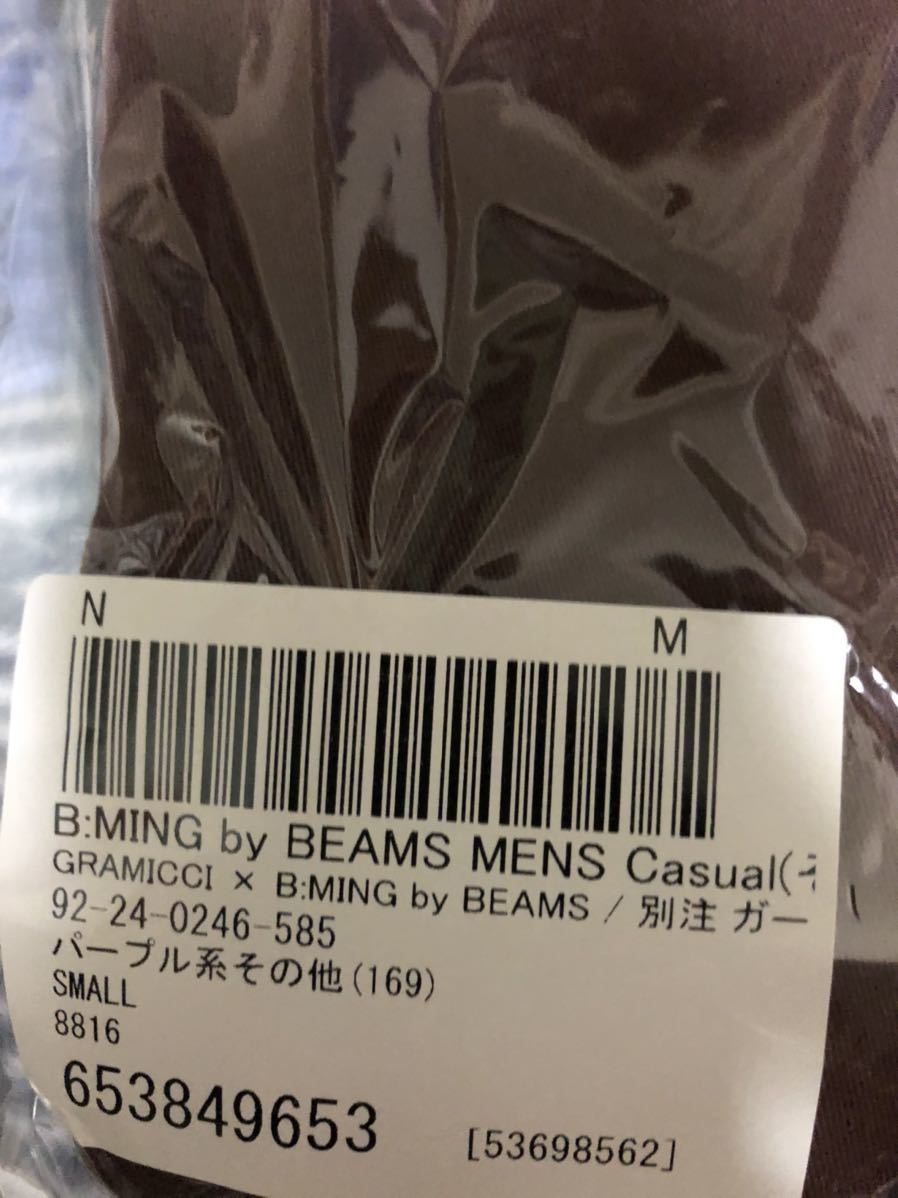 N M
B:MING by BEAMS MENS Casual(
GRAMICCI × B:MING by BEAMS / 別注 ガー
92-24-0246-585
パープル系その他(169)
SMALL
8816
653849653
[53698562]